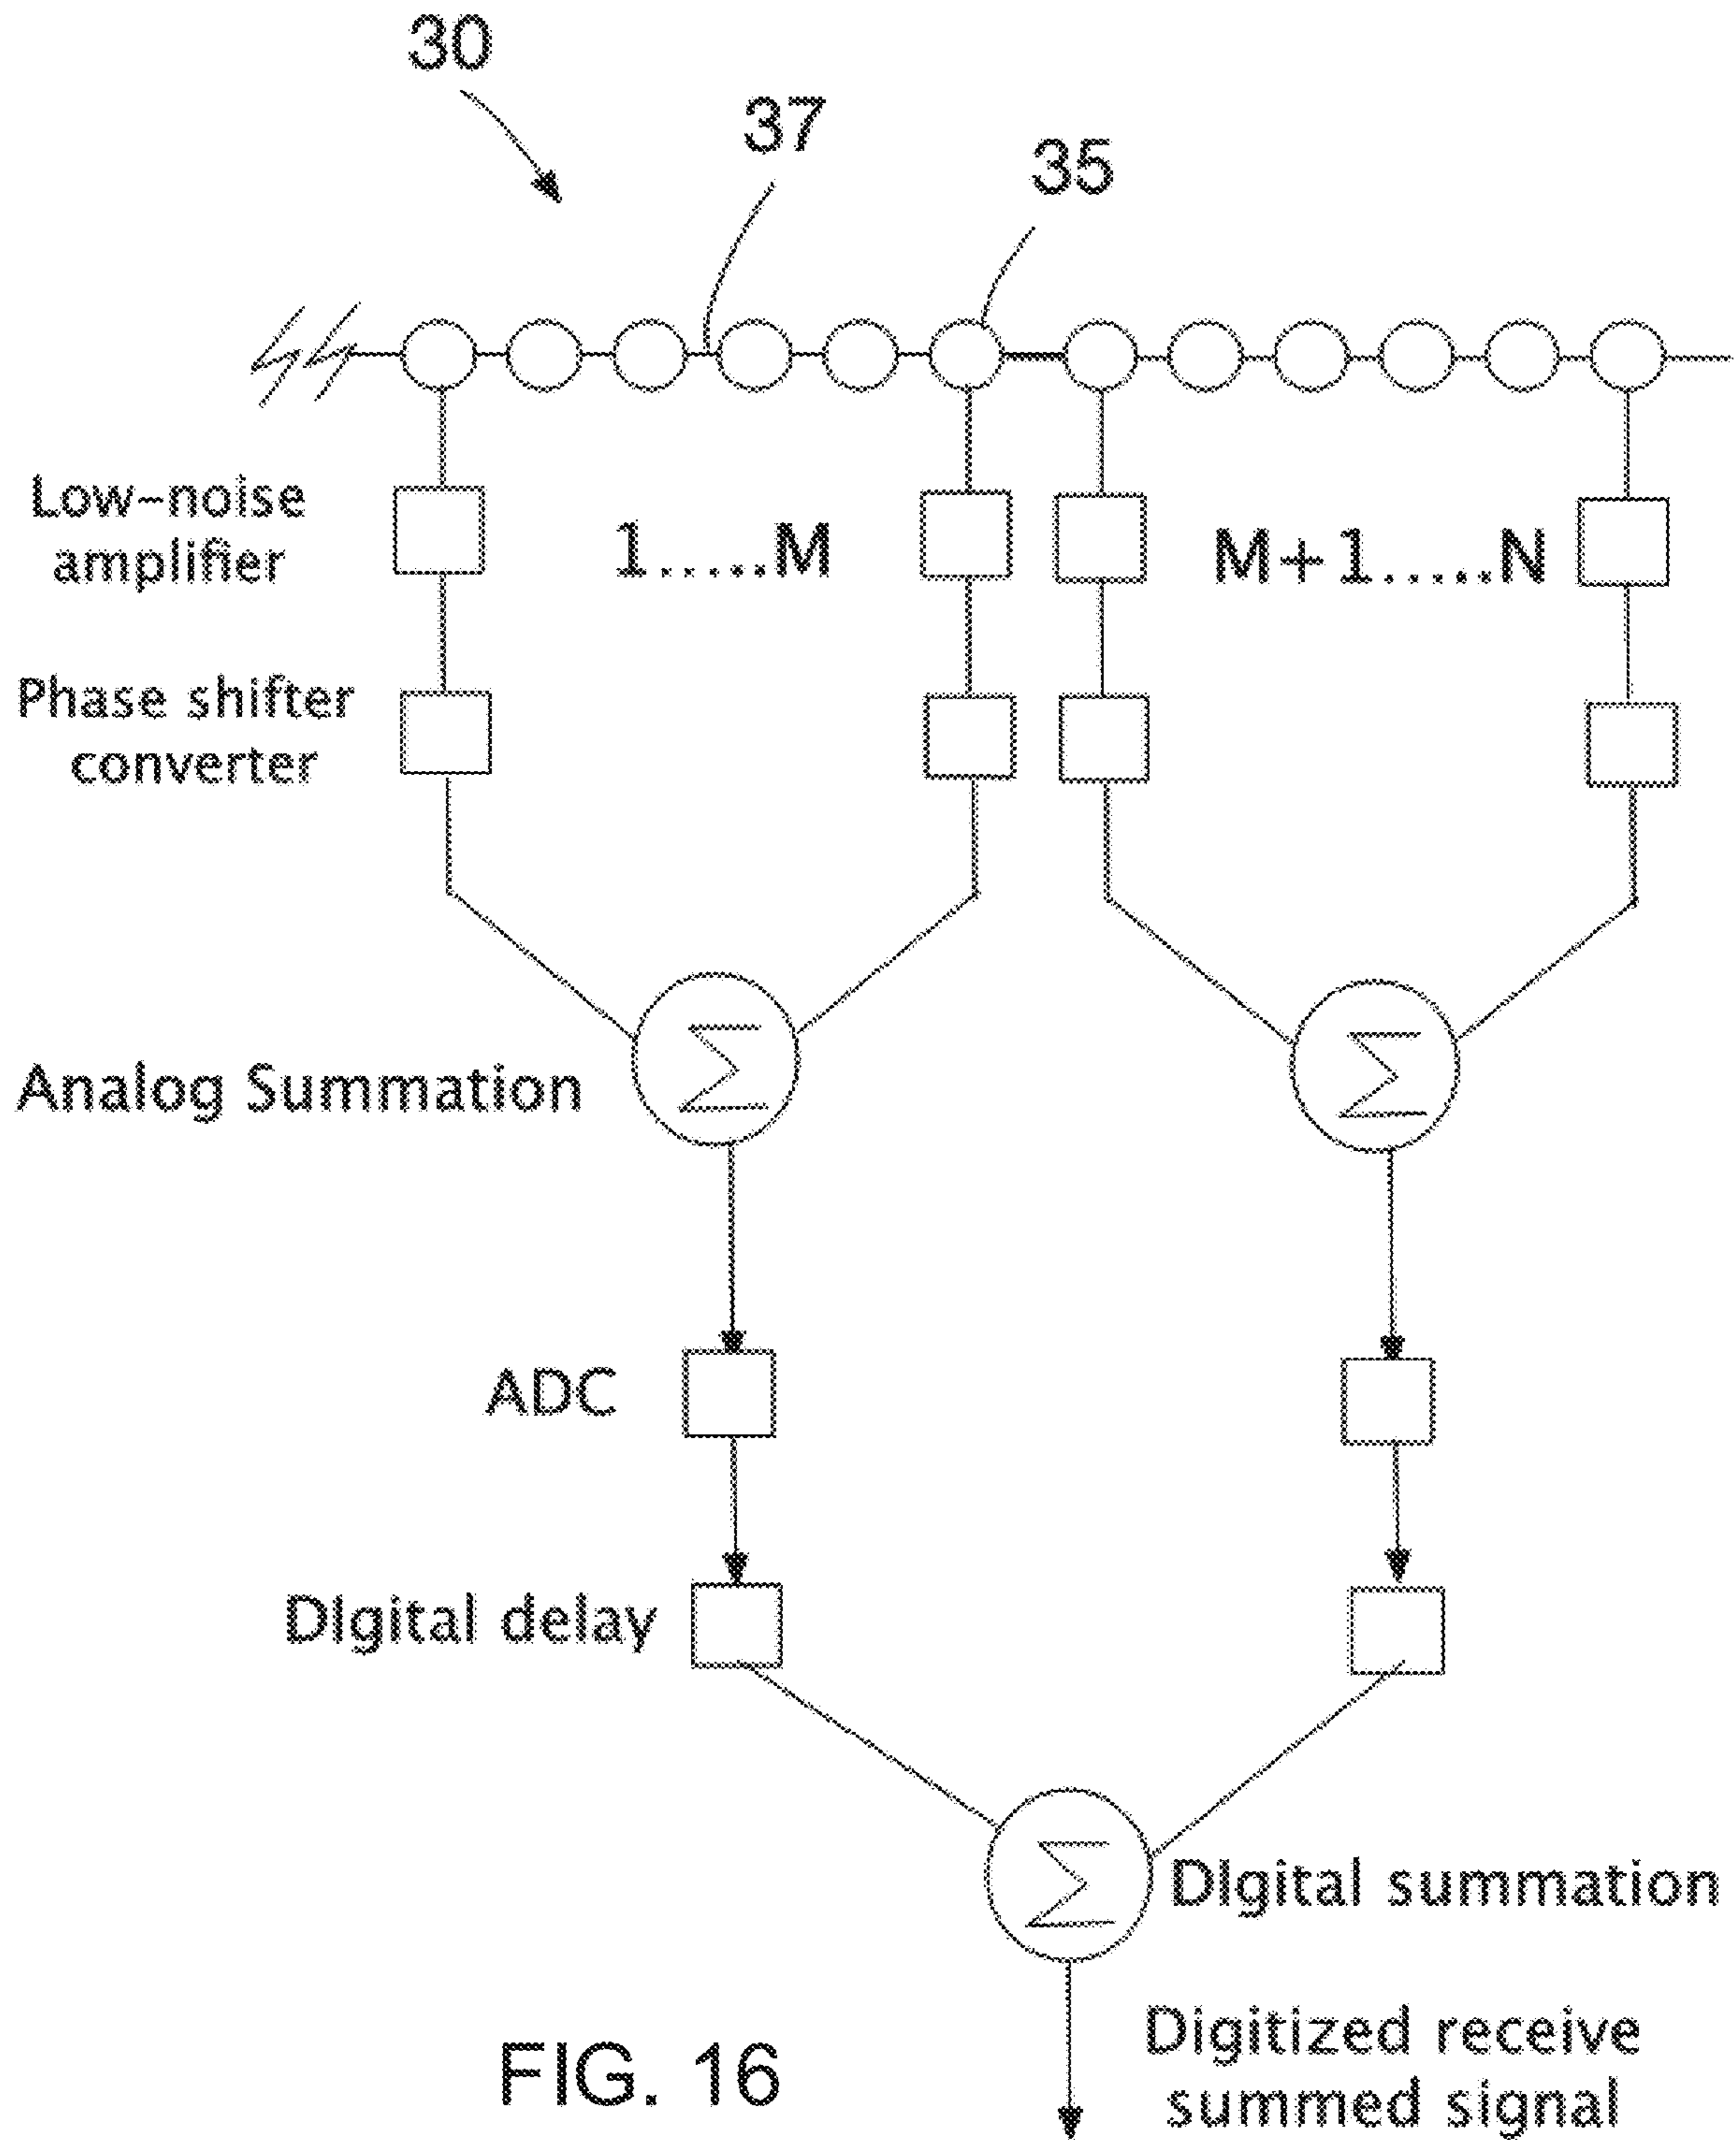 30
37
35
Low-noise
amplifier
1.....M
M+1.....N
Phase shifter
converter
Σ
Σ
Analog Summation
ADC
DIgital delay
Σ
DIgital summation
Digitized receive
summed signal
FIG. 16